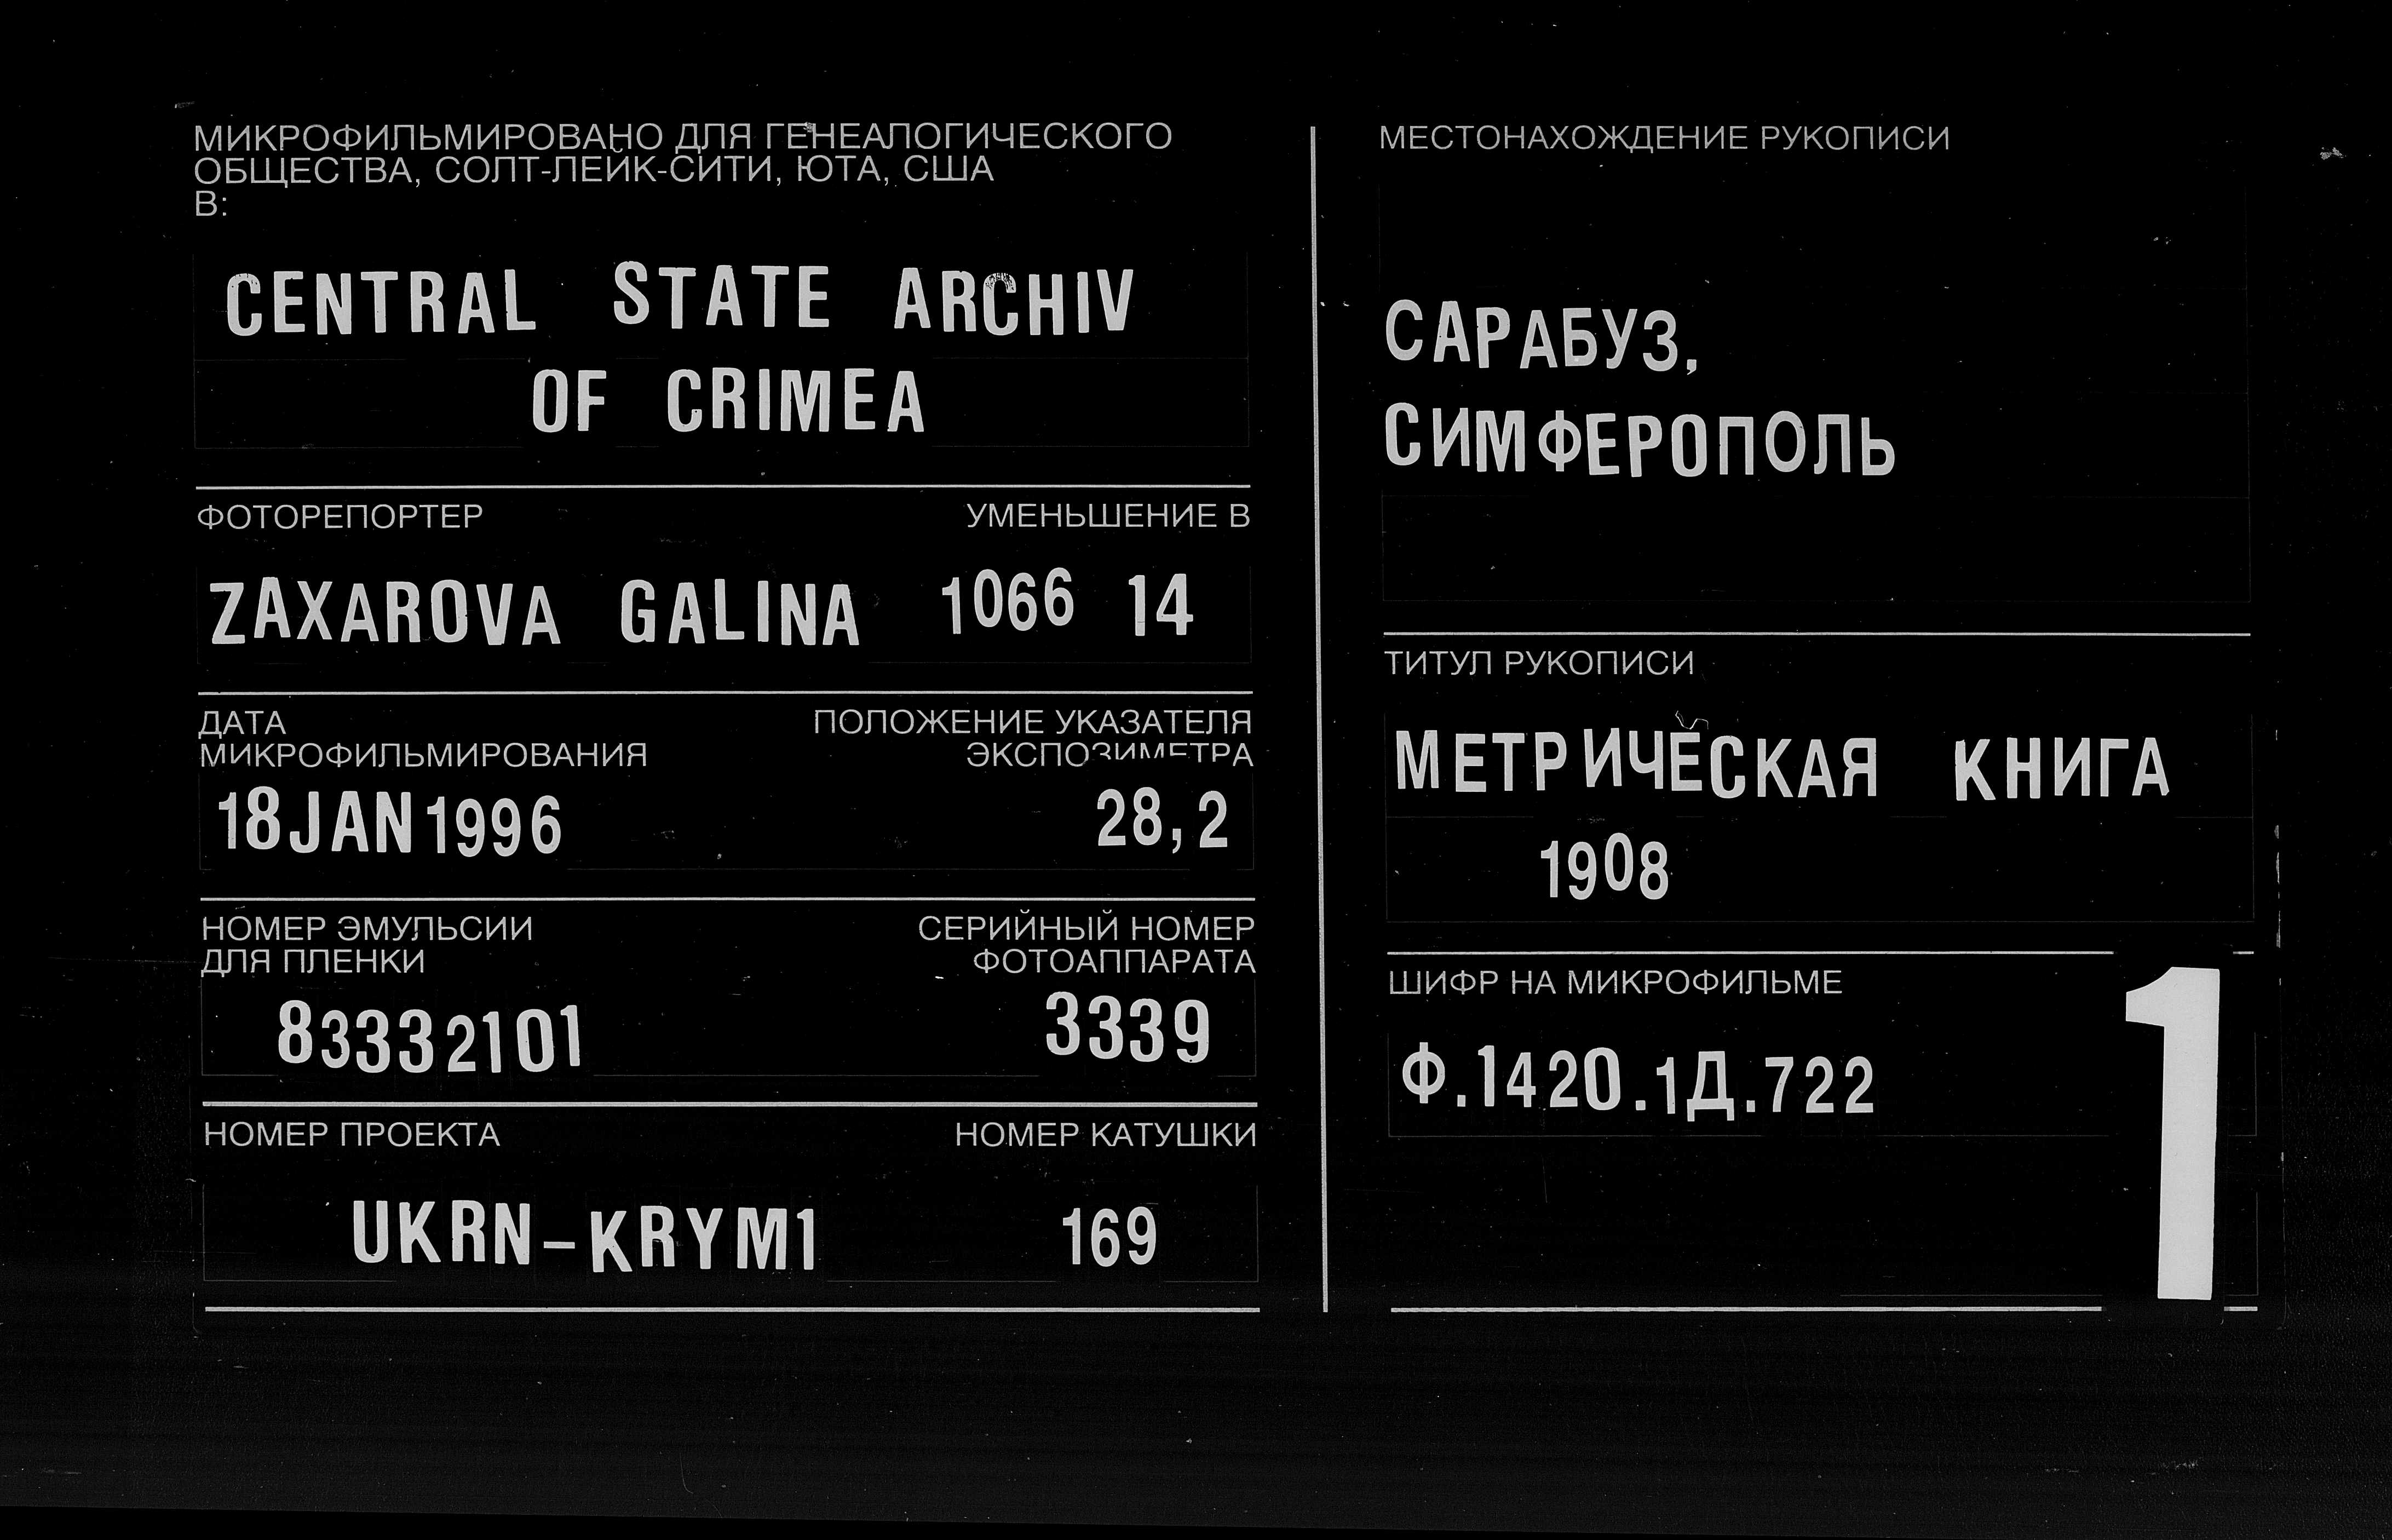 МИКРОФИЛЬМИРОВАНО ДЛЯ ГЕНЕАЛОГИЧЕСКОГО
ОБЩЕСТВА, СОЛТ-ЛЕЙК-СИТИ, ЮТА, США
В:
CENTRAL STATE ARCHIV
OF CRIMEA
ФОТОРЕПОРТЕР УМЕНЬШЕНИЕ В
ZAXAROVA GALINA 1066 14
ДАТА ПОЛОЖЕНИЕ УКАЗАТЕЛЯ
МИКРОФИЛЬМИРОВАНИЯ ЭКСПОЗИМЕТРА
18JAN1996 28,2
НОМЕР ЭМУЛЬСИИ СЕРИЙНЫЙ НОМЕР
ДЛЯ ПЛЕНКИ ФОТОАППАРАТА
83332101 3339
НОМЕР ПРОЕКТА НОМЕР КАТУШКИ
UKRN-KRYM1 169
МЕСТОНАХОЖДЕНИЕ РУКОПИСИ
САРАБУЗ,
СИМФЕРОПОЛЬ
ТИТУЛ РУКОПИСИ
МЕТРИЧЕСКАЯ КНИГА
1908
ШИФР НА МИКРОФИЛЬМЕ
Ф.1420.1Д.722
1